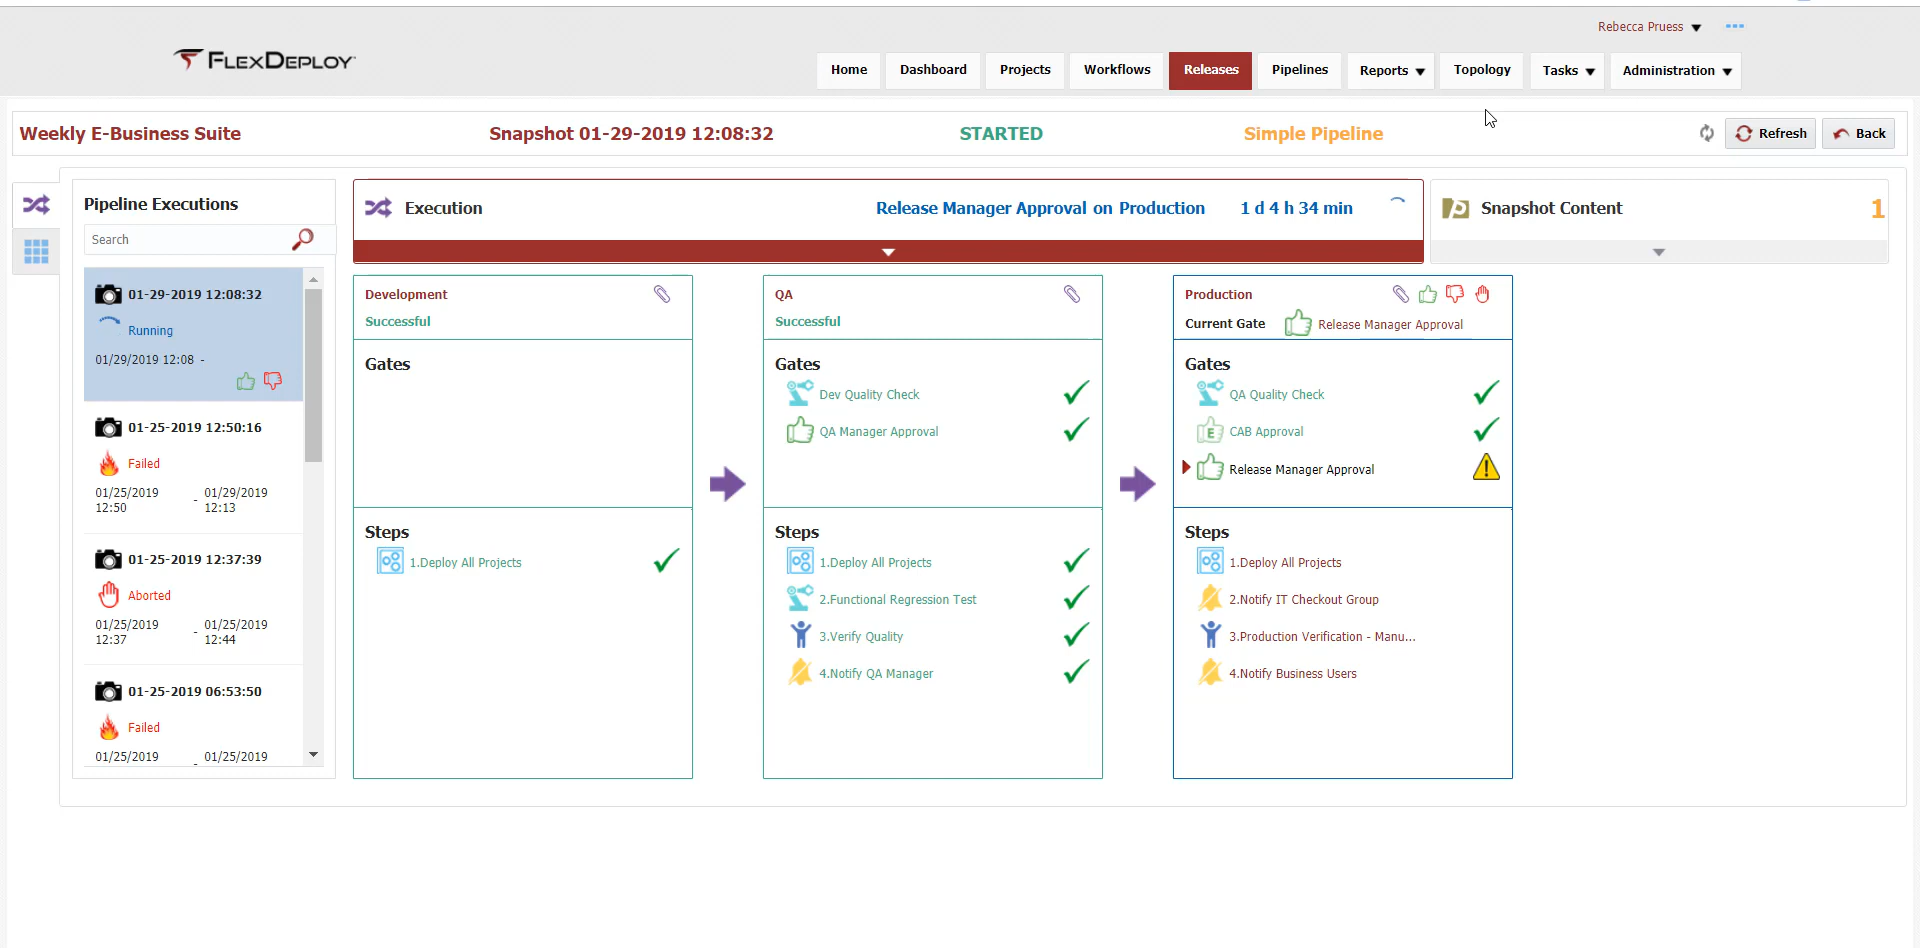 Rebecca Pruess
FLEXDEPLOY
Home Dashboard Projects Workflows Releases Pipelines Reports Topology Tasks Administration
Weekly E-Business Suite Snapshot 01-29-2019 12:08:32 STARTED Simple Pipeline Refresh Back
Pipeline Executions
Search
01-29-2019 12:08:32
Running
01/29/2019 12:08 -
01-25-2019 12:50:16
Failed
01/25/2019 - 01/29/2019
12:50 12:13
01-25-2019 12:37:39
Aborted
01/25/2019 - 01/25/2019
12:37 12:44
01-25-2019 06:53:50
Failed
01/25/2019 - 01/25/2019
Execution Release Manager Approval on Production 1 d 4 h 34 min
Snapshot Content 1
Development
Successful
Gates
Steps
1.Deploy All Projects
QA
Successful
Gates
Dev Quality Check
QA Manager Approval
Steps
1.Deploy All Projects
2.Functional Regression Test
3.Verify Quality
4.Notify QA Manager
Production
Current Gate Release Manager Approval
Gates
QA Quality Check
E CAB Approval
Release Manager Approval
Steps
1.Deploy All Projects
2.Notify IT Checkout Group
3.Production Verification - Manu...
4.Notify Business Users